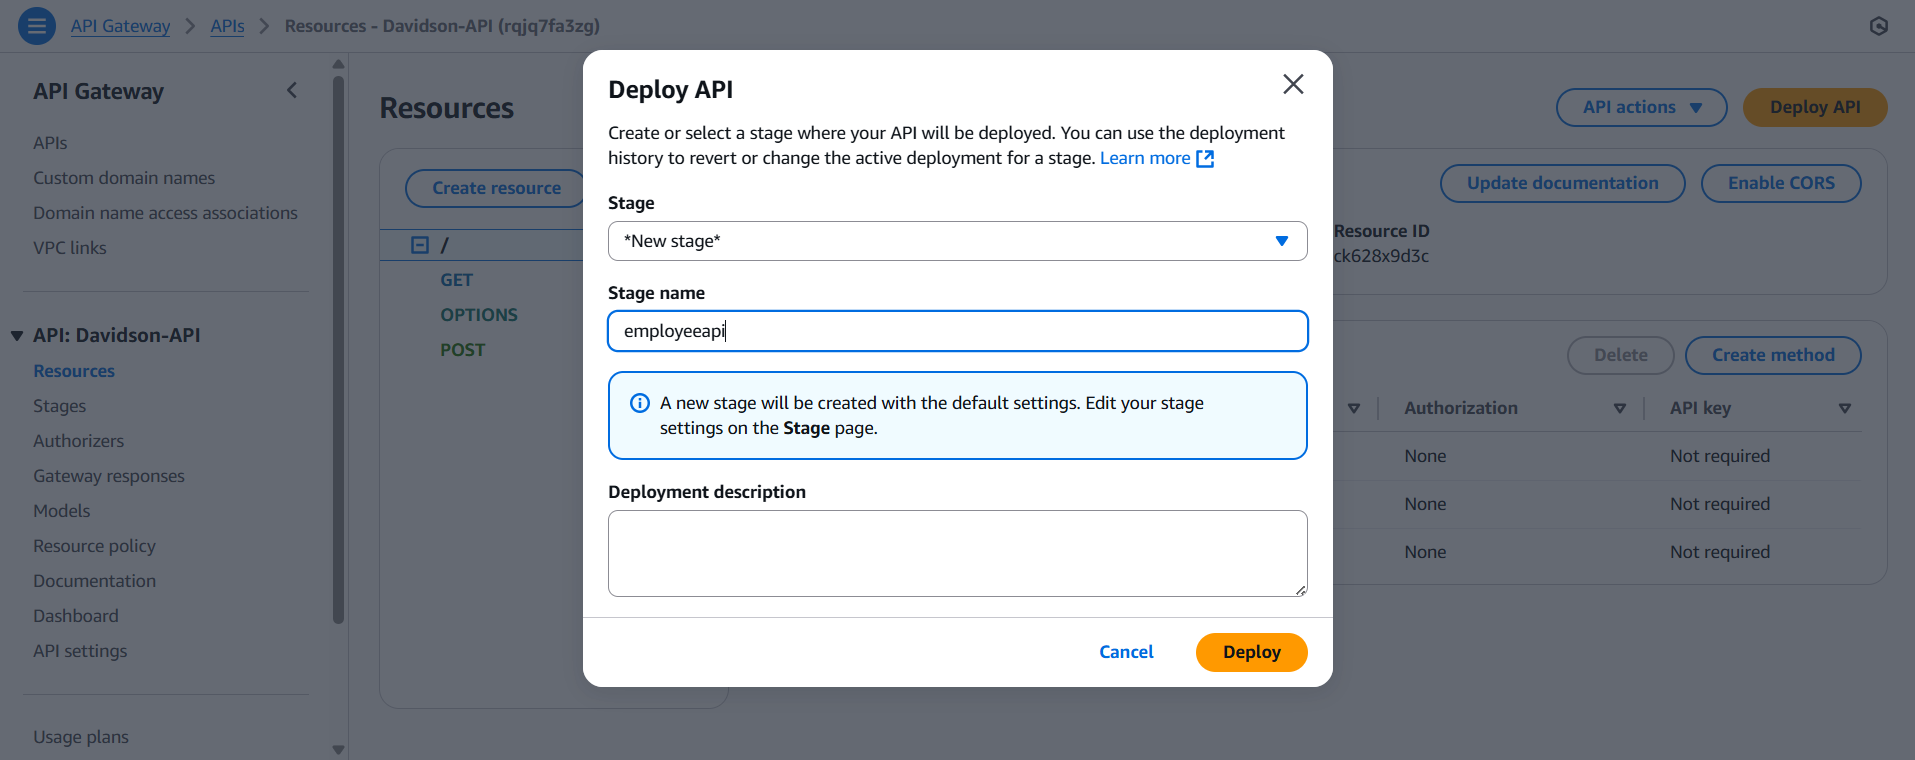 API Gateway > APIs > Resources - Davidson-API (rqjq7fa3zg)
API Gateway
APIs
Custom domain names
Domain name access associations
VPC links
API: Davidson-API
Resources
Stages
Authorizers
Gateway responses
Models
Resource policy
Documentation
Dashboard
API settings
Usage plans
Resources
API actions
Deploy API
Create resource
/
GET
OPTIONS
POST
Update documentation
Enable CORS
Resource ID
ck628x9d3c
Delete
Create method
Authorization
API key
None
Not required
None
Not required
None
Not required
Deploy API
Create or select a stage where your API will be deployed. You can use the deployment
history to revert or change the active deployment for a stage. Learn more
Stage
*New stage*
Stage name
employeeapi
A new stage will be created with the default settings. Edit your stage
settings on the Stage page.
Deployment description
Cancel
Deploy